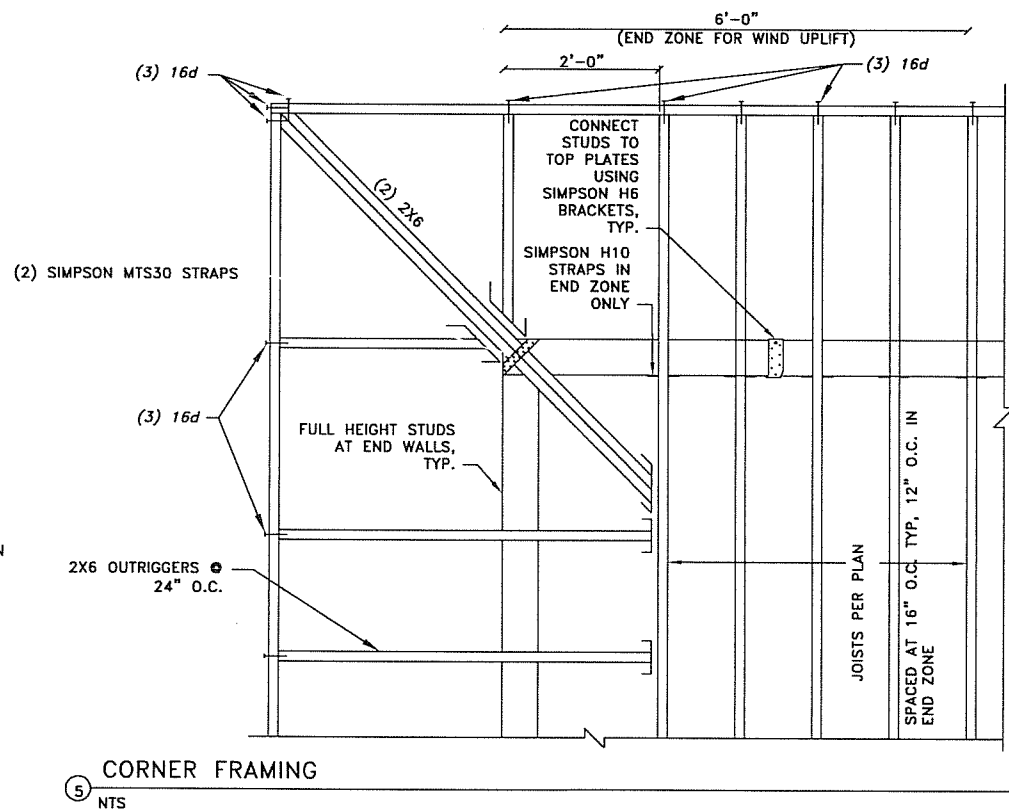 6'-0"
(END ZONE FOR WIND UPLIFT)
2'-0"
(3) 16d
(3) 16d
CONNECT
STUDS TO
TOP PLATES
USING
SIMPSON H6
BRACKETS,
TYP.
(2) 2X6
SIMPSON H10
STRAPS IN
END ZONE
ONLY
(2) SIMPSON MTS30 STRAPS
(3) 16d
FULL HEIGHT STUDS
AT END WALLS,
TYP.
N
2X6 OUTRIGGERS @
24" O.C.
JOISTS PER PLAN
SPACED AT 16" O.C. TYP, 12" O.C. IN
END ZONE
5 CORNER FRAMING
NTS